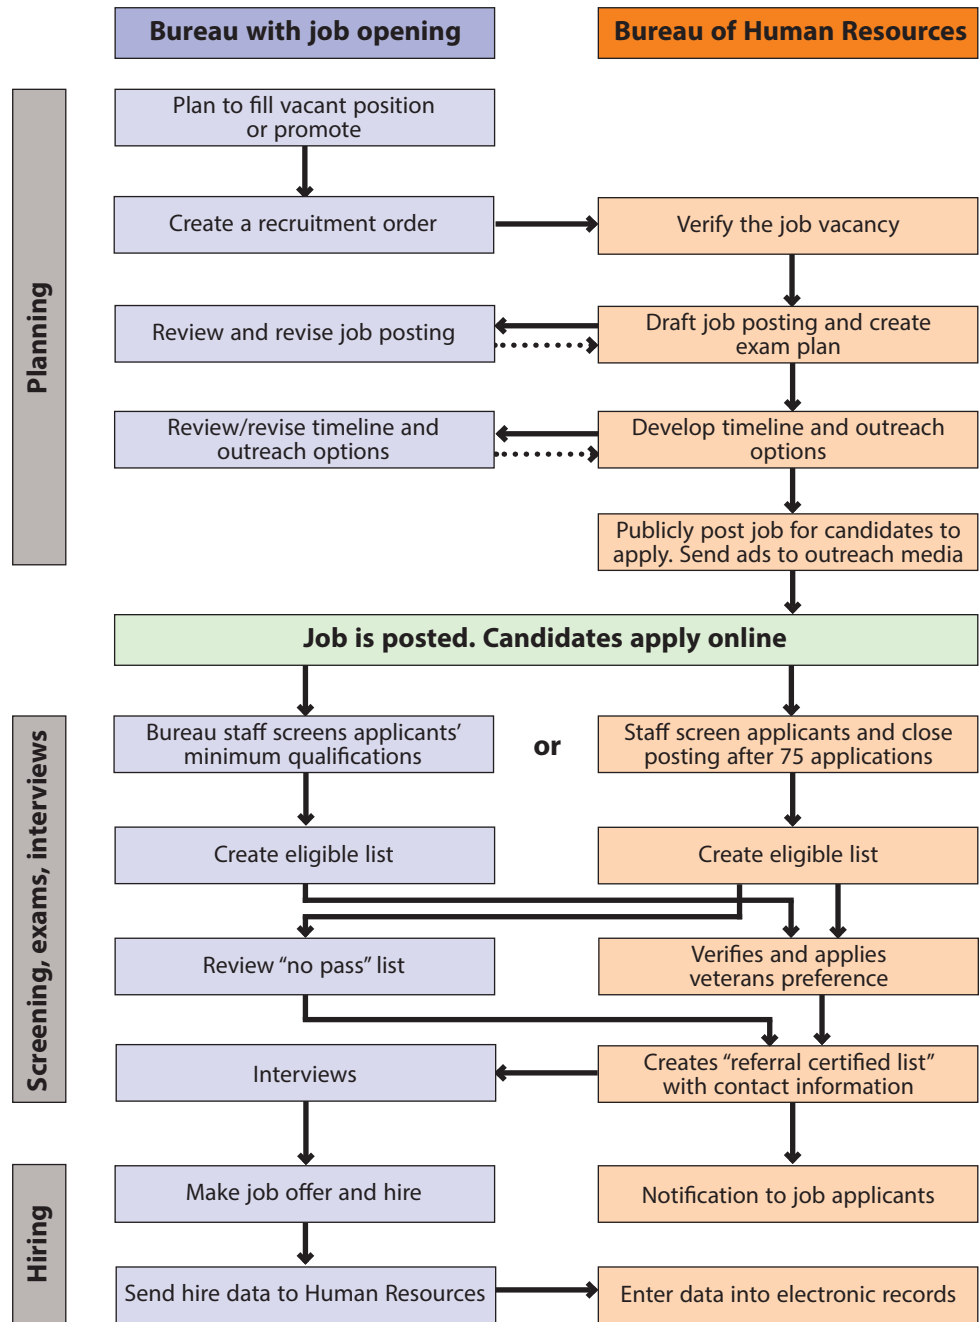 Bureau with job opening
Bureau of Human Resources
Planning
Plan to fill vacant position
or promote
Create a recruitment order
Verify the job vacancy
Review and revise job posting
Draft job posting and create
exam plan
Review/revise timeline and
outreach options
Develop timeline and outreach
options
Publicly post job for candidates to
apply. Send ads to outreach media
Job is posted. Candidates apply online
Screening, exams, interviews
Bureau staff screens applicants’
minimum qualifications
or
Staff screen applicants and close
posting after 75 applications
Create eligible list
Create eligible list
Review “no pass” list
Verifies and applies
veterans preference
Interviews
Creates “referral certified list”
with contact information
Hiring
Make job offer and hire
Notification to job applicants
Send hire data to Human Resources
Enter data into electronic records